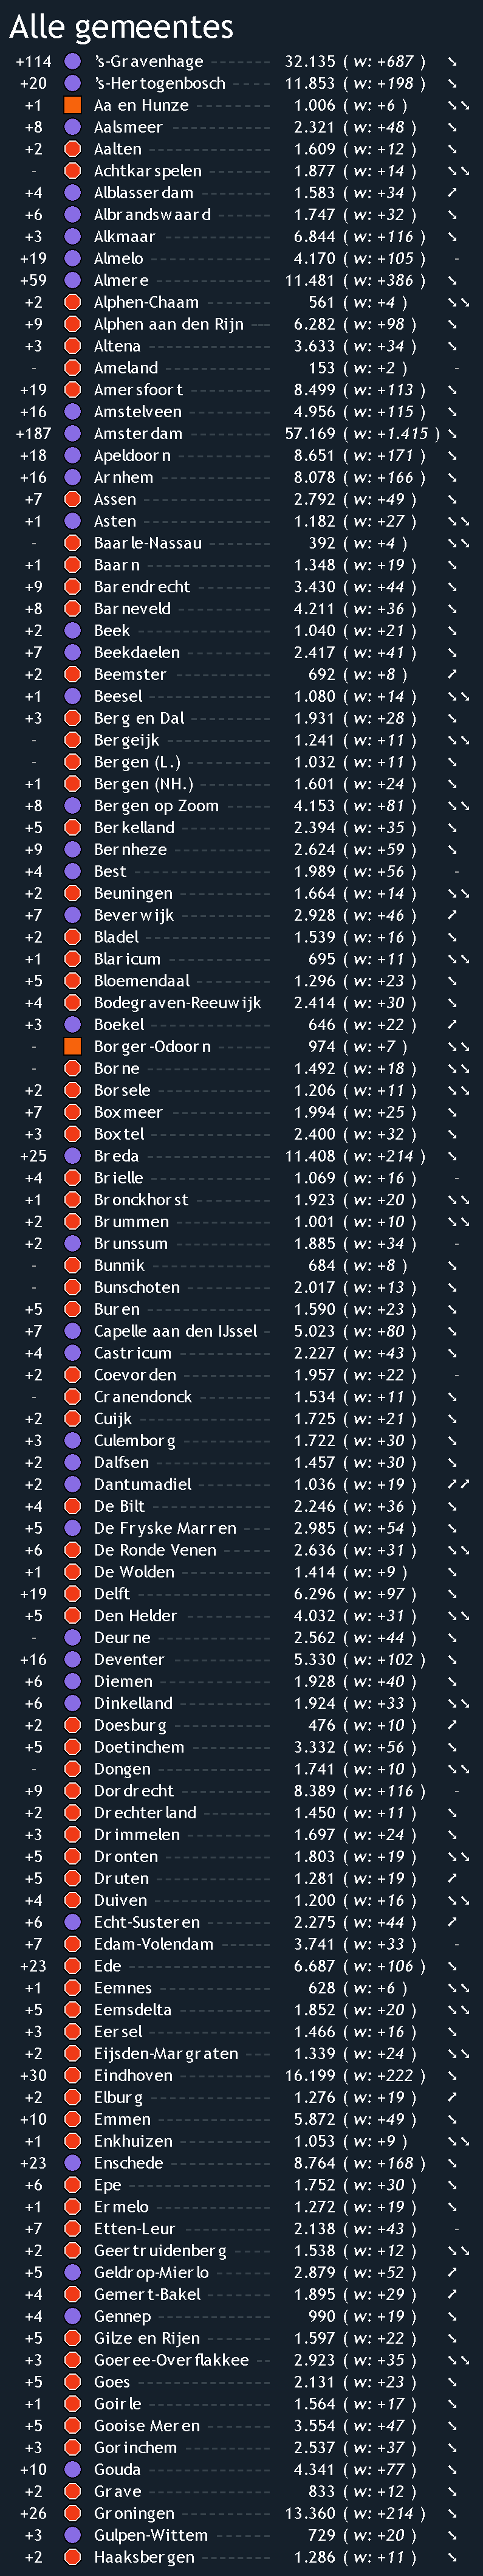 Alle gemeentes
+114 's-Gravenhage 32.135 ( w: +687 ) ↘
+20 's-Hertogenbosch 11.853 ( w: +198 ) ↘
+1 Aa en Hunze 1.006 ( w: +6 ) ↘↘
+8 Aalsmeer 2.321 ( w: +48 ) ↘
+2 Aalten 1.609 ( w: +12 ) ↘
- Achtkarspelen 1.877 ( w: +14 ) ↘↘
+4 Alblasserdam 1.583 ( w: +34 ) ↗
+6 Albrandswaard 1.747 ( w: +32 ) ↘
+3 Alkmaar 6.844 ( w: +116 ) ↘
+19 Almelo 4.170 ( w: +105 ) -
+59 Almere 11.481 ( w: +386 ) ↘
+2 Alphen-Chaam 561 ( w: +4 ) ↘↘
+9 Alphen aan den Rijn 6.282 ( w: +98 ) ↘
+3 Altena 3.633 ( w: +34 ) ↘
- Ameland 153 ( w: +2 ) -
+19 Amersfoort 8.499 ( w: +113 ) ↘
+16 Amstelveen 4.956 ( w: +115 ) ↘
+187 Amsterdam 57.169 ( w: +1.415 ) ↘
+18 Apeldoorn 8.651 ( w: +171 ) ↘
+16 Arnhem 8.078 ( w: +166 ) ↘
+7 Assen 2.792 ( w: +49 ) ↘
+1 Asten 1.182 ( w: +27 ) ↘↘
- Baarle-Nassau 392 ( w: +4 ) ↘↘
+1 Baarn 1.348 ( w: +19 ) ↘
+9 Barendrecht 3.430 ( w: +44 ) ↘
+8 Barneveld 4.211 ( w: +36 ) ↘
+2 Beek 1.040 ( w: +21 ) ↘
+7 Beekdaelen 2.417 ( w: +41 ) ↘
+2 Beemster 692 ( w: +8 ) ↗
+1 Beesel 1.080 ( w: +14 ) ↘↘
+3 Berg en Dal 1.931 ( w: +28 ) ↘
- Bergeijk 1.241 ( w: +11 ) ↘↘
- Bergen (L.) 1.032 ( w: +11 ) ↘
+1 Bergen (NH.) 1.601 ( w: +24 ) ↘
+8 Bergen op Zoom 4.153 ( w: +81 ) ↘↘
+5 Berkelland 2.394 ( w: +35 ) ↘
+9 Bernheze 2.624 ( w: +59 ) ↘
+4 Best 1.989 ( w: +56 ) -
+2 Beuningen 1.664 ( w: +14 ) ↘↘
+7 Beverwijk 2.928 ( w: +46 ) ↗
+2 Bladel 1.539 ( w: +16 ) ↘
+1 Blaricum 695 ( w: +11 ) ↘↘
+5 Bloemendaal 1.296 ( w: +23 ) ↘
+4 Bodegraven-Reeuwijk 2.414 ( w: +30 ) ↘
+3 Boekel 646 ( w: +22 ) ↗
- Borger-Odoorn 974 ( w: +7 ) ↘↘
- Borne 1.492 ( w: +18 ) ↘↘
+2 Borsele 1.206 ( w: +11 ) ↘↘
+7 Boxmeer 1.994 ( w: +25 ) ↘
+3 Boxtel 2.400 ( w: +32 ) ↘
+25 Breda 11.408 ( w: +214 ) ↘
+4 Brielle 1.069 ( w: +16 ) -
+1 Bronckhorst 1.923 ( w: +20 ) ↘↘
+2 Brummen 1.001 ( w: +10 ) ↘↘
+2 Brunssum 1.885 ( w: +34 ) -
- Bunnik 684 ( w: +8 ) ↘
- Bunschoten 2.017 ( w: +13 ) ↘
+5 Buren 1.590 ( w: +23 ) ↘
+7 Capelle aan den IJssel 5.023 ( w: +80 ) ↘
+4 Castricum 2.227 ( w: +43 ) ↘
+2 Coevorden 1.957 ( w: +22 ) -
- Cranendonck 1.534 ( w: +11 ) ↘
+2 Cuijk 1.725 ( w: +21 ) ↘
+3 Culemborg 1.722 ( w: +30 ) ↘
+2 Dalfsen 1.457 ( w: +30 ) ↘
+2 Dantumadiel 1.036 ( w: +19 ) ↗↗
+4 De Bilt 2.246 ( w: +36 ) ↘
+5 De Fryske Marren 2.985 ( w: +54 ) ↘
+6 De Ronde Venen 2.636 ( w: +31 ) ↘↘
+1 De Wolden 1.414 ( w: +9 ) ↘
+19 Delft 6.296 ( w: +97 ) ↘
+5 Den Helder 4.032 ( w: +31 ) ↘↘
- Deurne 2.562 ( w: +44 ) ↘
+16 Deventer 5.330 ( w: +102 ) ↘
+6 Diemen 1.928 ( w: +40 ) ↘
+6 Dinkelland 1.924 ( w: +33 ) ↘↘
+2 Doesburg 476 ( w: +10 ) ↗
+5 Doetinchem 3.332 ( w: +56 ) ↘
- Dongen 1.741 ( w: +10 ) ↘↘
+9 Dordrecht 8.389 ( w: +116 ) -
+2 Drechterland 1.450 ( w: +11 ) ↘
+3 Drimmelen 1.697 ( w: +24 ) ↘
+5 Dronten 1.803 ( w: +19 ) ↘↘
+5 Druten 1.281 ( w: +19 ) ↗
+4 Duiven 1.200 ( w: +16 ) ↘↘
+6 Echt-Susteren 2.275 ( w: +44 ) ↗
+7 Edam-Volendam 3.741 ( w: +33 ) -
+23 Ede 6.687 ( w: +106 ) ↘
+1 Eemnes 628 ( w: +6 ) ↘↘
+5 Eemsdelta 1.852 ( w: +20 ) ↘↘
+3 Eersel 1.466 ( w: +16 ) ↘
+2 Eijsden-Margraten 1.339 ( w: +24 ) ↘↘
+30 Eindhoven 16.199 ( w: +222 ) ↘
+2 Elburg 1.276 ( w: +19 ) ↗
+10 Emmen 5.872 ( w: +49 ) ↘
+1 Enkhuizen 1.053 ( w: +9 ) ↘↘
+23 Enschede 8.764 ( w: +168 ) ↘
+6 Epe 1.752 ( w: +30 ) ↘
+1 Ermelo 1.272 ( w: +19 ) ↘
+7 Etten-Leur 2.138 ( w: +43 ) -
+2 Geertruidenberg 1.538 ( w: +12 ) ↘↘
+5 Geldrop-Mierlo 2.879 ( w: +52 ) ↗
+4 Gemert-Bakel 1.895 ( w: +29 ) ↗
+4 Gennep 990 ( w: +19 ) ↘
+5 Gilze en Rijen 1.597 ( w: +22 ) ↘
+3 Goeree-Overflakkee 2.923 ( w: +35 ) ↘↘
+5 Goes 2.131 ( w: +23 ) ↘
+1 Goirle 1.564 ( w: +17 ) ↘
+5 Gooise Meren 3.554 ( w: +47 ) ↘
+3 Gorinchem 2.537 ( w: +37 ) ↘
+10 Gouda 4.341 ( w: +77 ) ↘
+2 Grave 833 ( w: +12 ) ↘
+26 Groningen 13.360 ( w: +214 ) ↘
+3 Gulpen-Wittem 729 ( w: +20 ) ↘
+2 Haaksbergen 1.286 ( w: +11 ) ↘